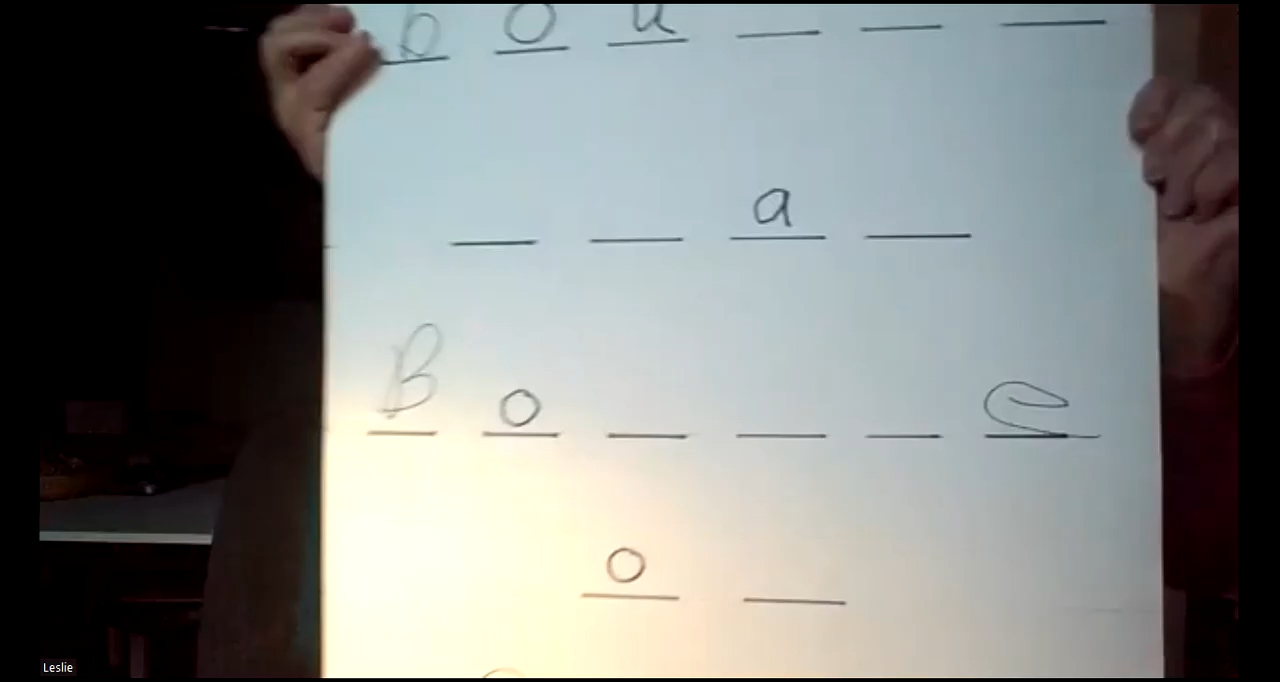 b o u _ _ _
_ _ a _
B o _ _ _ e
o _
Leslie